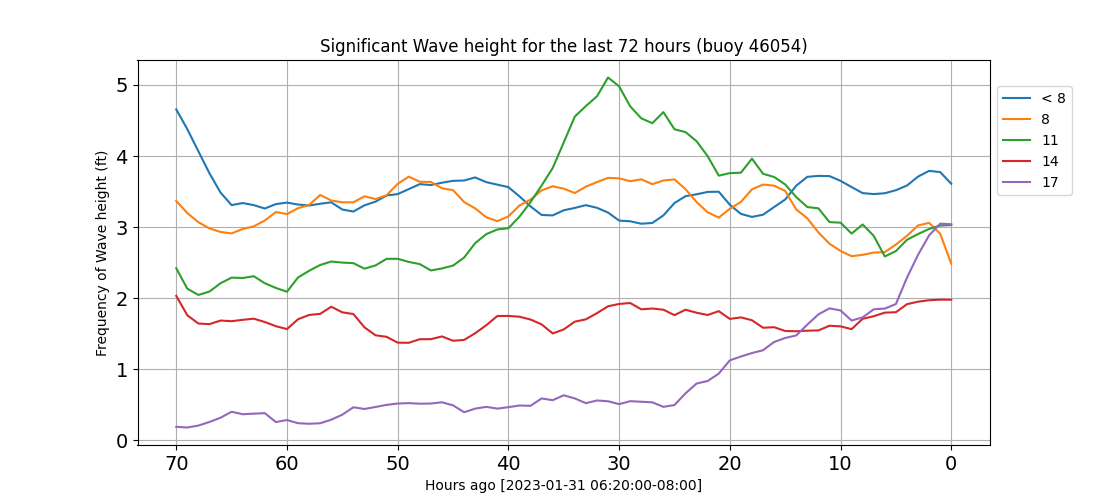 Significant Wave height for the last 72 hours (buoy 46054)
Frequency of Wave height (ft)
5
4
3
2
1
0
70 60 50 40 30 20 10 0
Hours ago [2023-01-31 06:20:00-08:00]
< 8
8
11
14
17